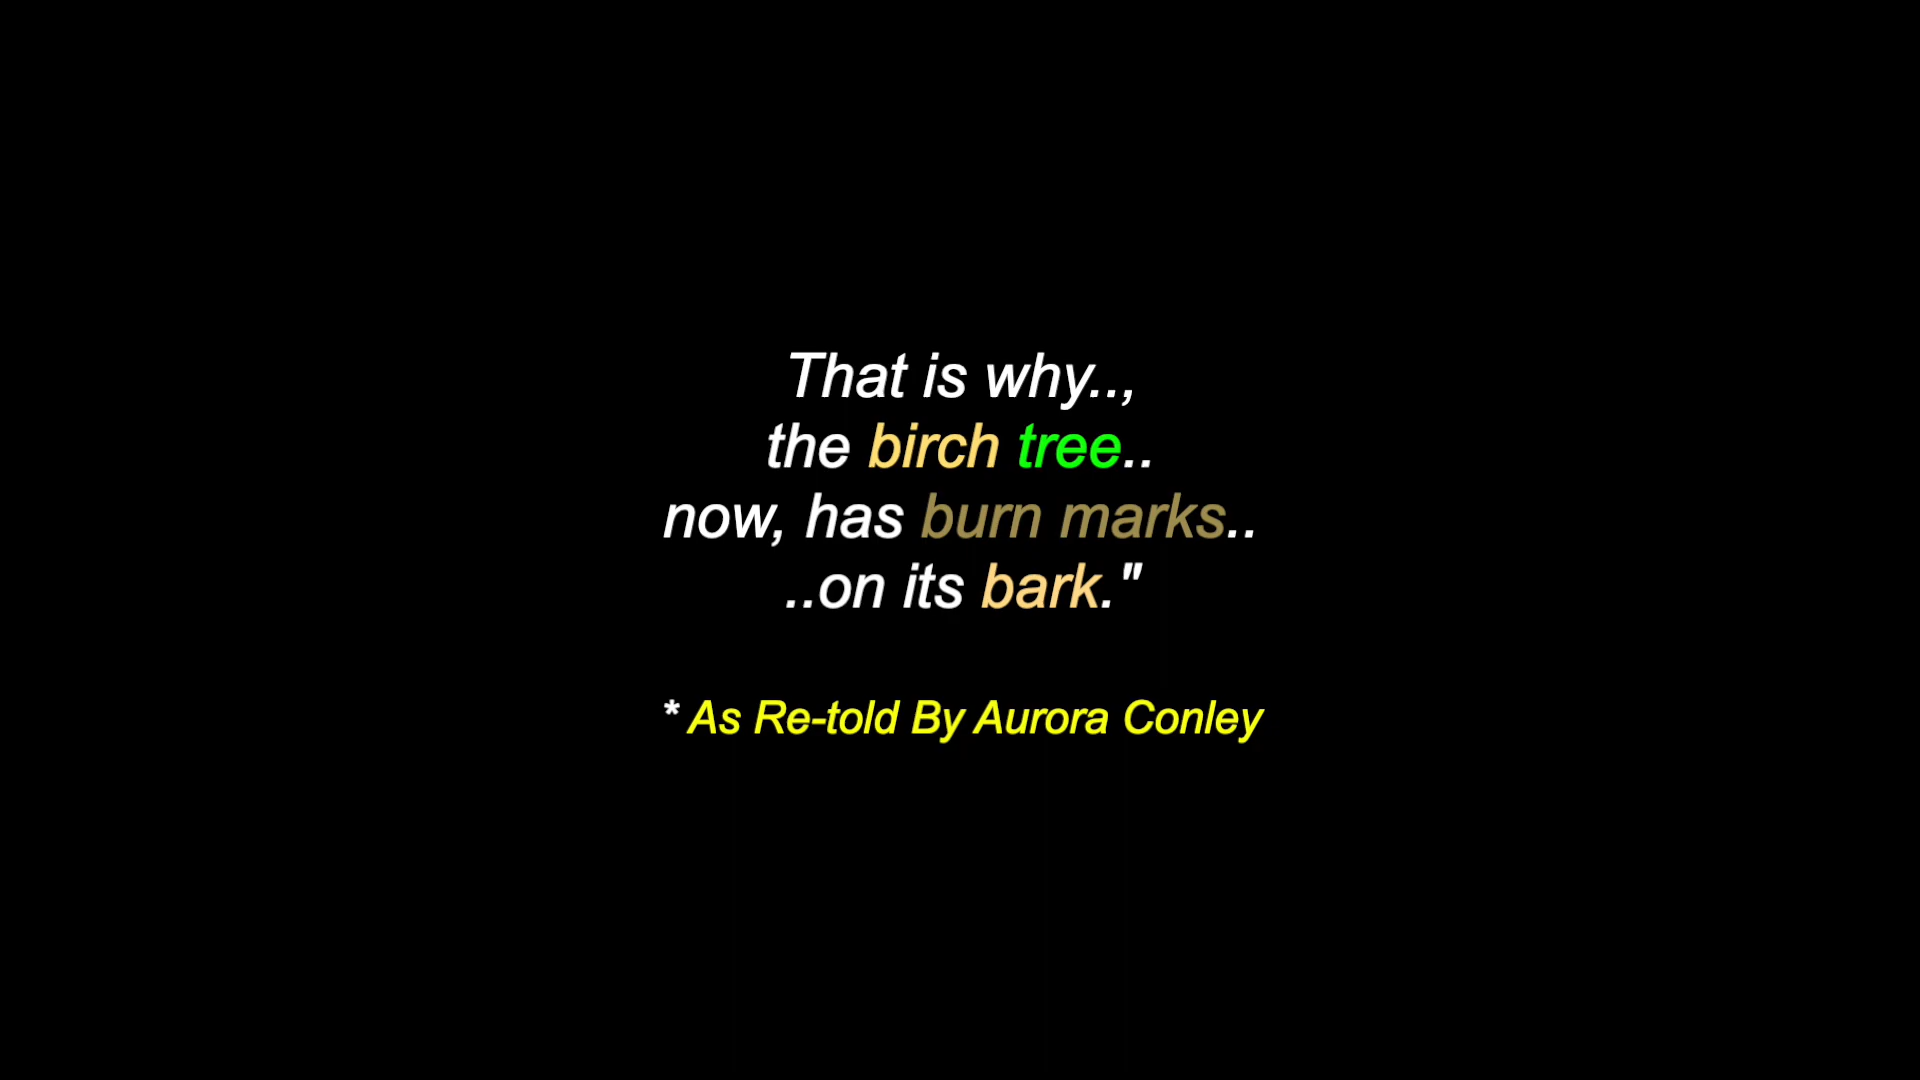 That is why..,
the birch tree..
now, has burn marks..
..on its bark."
* As Re-told By Aurora Conley